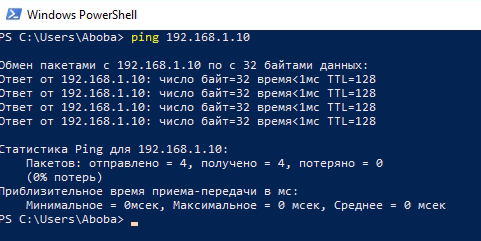 Windows PowerShell
PS C:\Users\Aboba> ping 192.168.1.10
Обмен пакетами с 192.168.1.10 по с 32 байтами данных:
Ответ от 192.168.1.10: число байт=32 время<1мс TTL=128
Ответ от 192.168.1.10: число байт=32 время<1мс TTL=128
Ответ от 192.168.1.10: число байт=32 время<1мс TTL=128
Ответ от 192.168.1.10: число байт=32 время<1мс TTL=128
Статистика Ping для 192.168.1.10:
Пакетов: отправлено = 4, получено = 4, потеряно = 0
(0% потерь)
Приблизительное время приема-передачи в мс:
Минимальное = 0мсек, Максимальное = 0 мсек, Среднее = 0 мсек
PS C:\Users\Aboba>